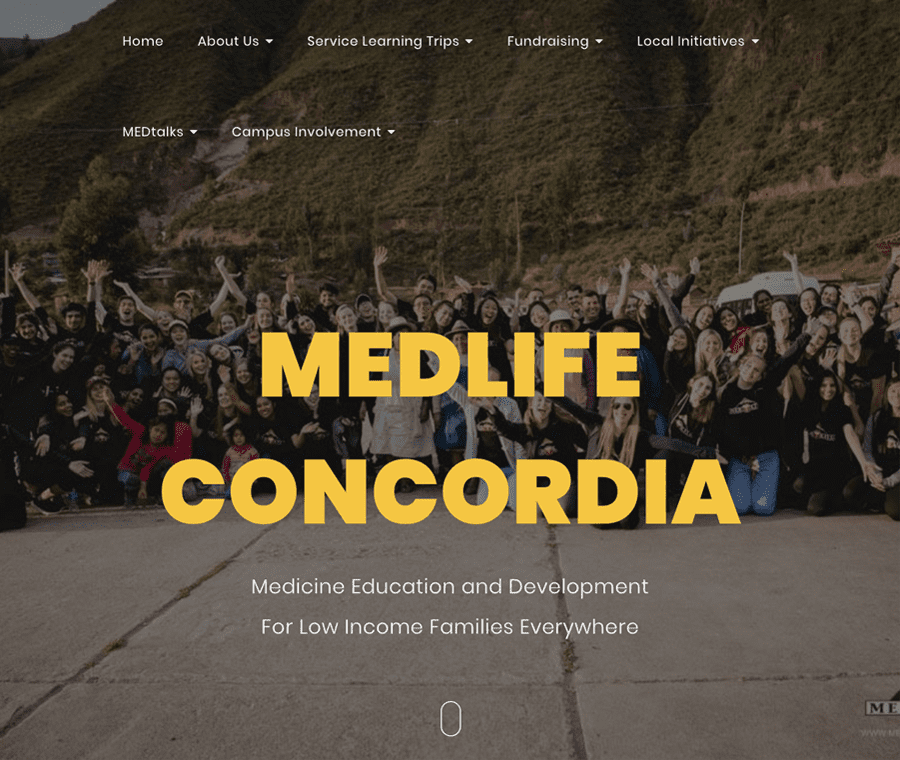 Home About Us Service Learning Trips Fundraising Local Initiatives
MEDtalks Campus Involvement
MEDLIFE
CONCORDIA
Medicine Education and Development
For Low Income Families Everywhere